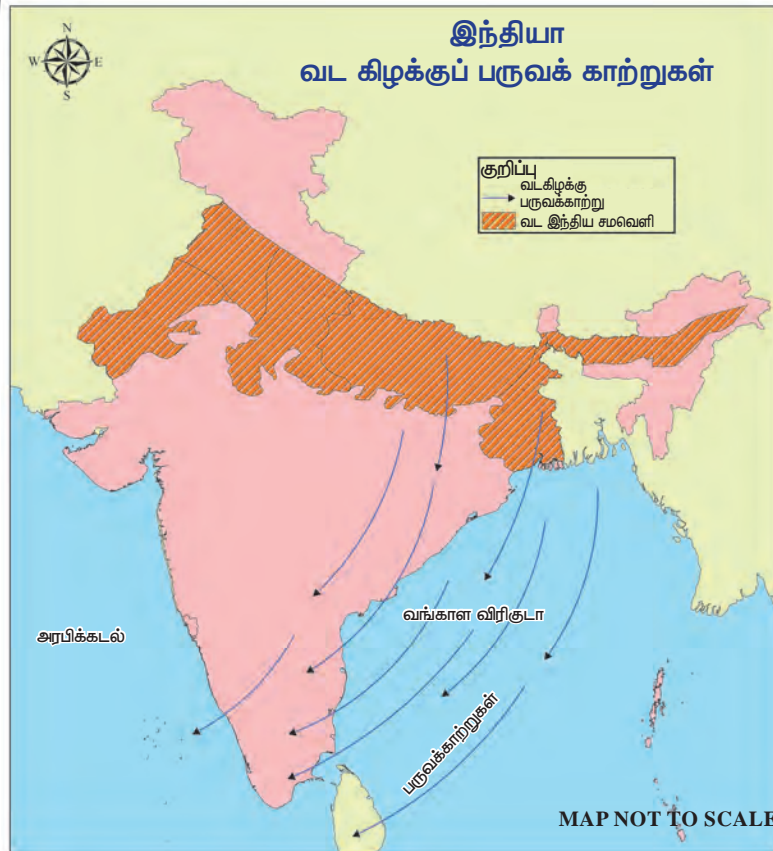 இந்தியா
வட கிழக்குப் பருவக் காற்றுகள்
N
W E
S
குறிப்பு
வடகிழக்கு
பருவக்காற்று
வட இந்திய சமவெளி
வங்காள விரிகுடா
அரபிக்கடல்
பருவக்காற்றுகள்
MAP NOT TO SCALE